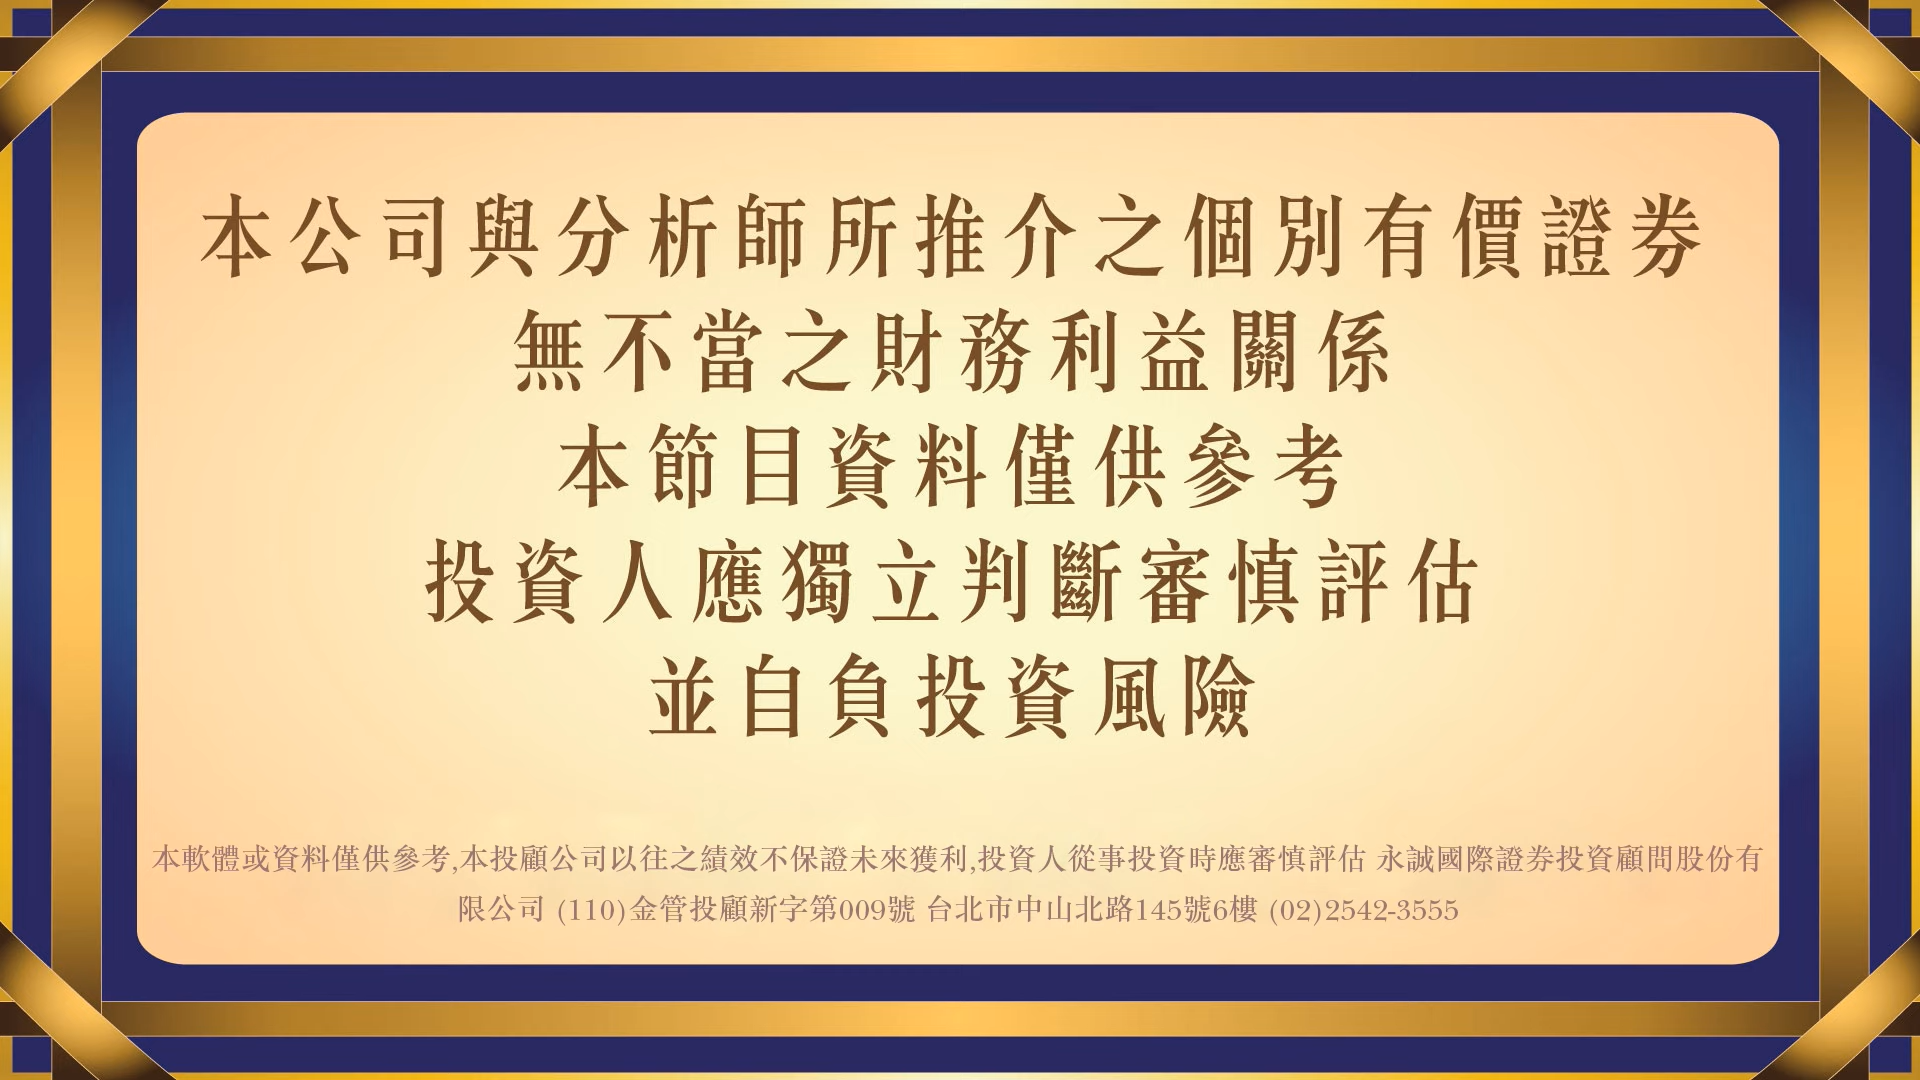 本公司與分析師所推介之個別有價證券
無不當之財務利益關係
本節目資料僅供參考
投資人應獨立判斷審慎評估
並自負投資風險
本軟體或資料僅供參考,本投顧公司以往之績效不保證未來獲利,投資人從事投資時應審慎評估 永誠國際證券投資顧問股份有
限公司 (110)金管投顧新字第009號 台北市中山北路145號6樓 (02)2542-3555